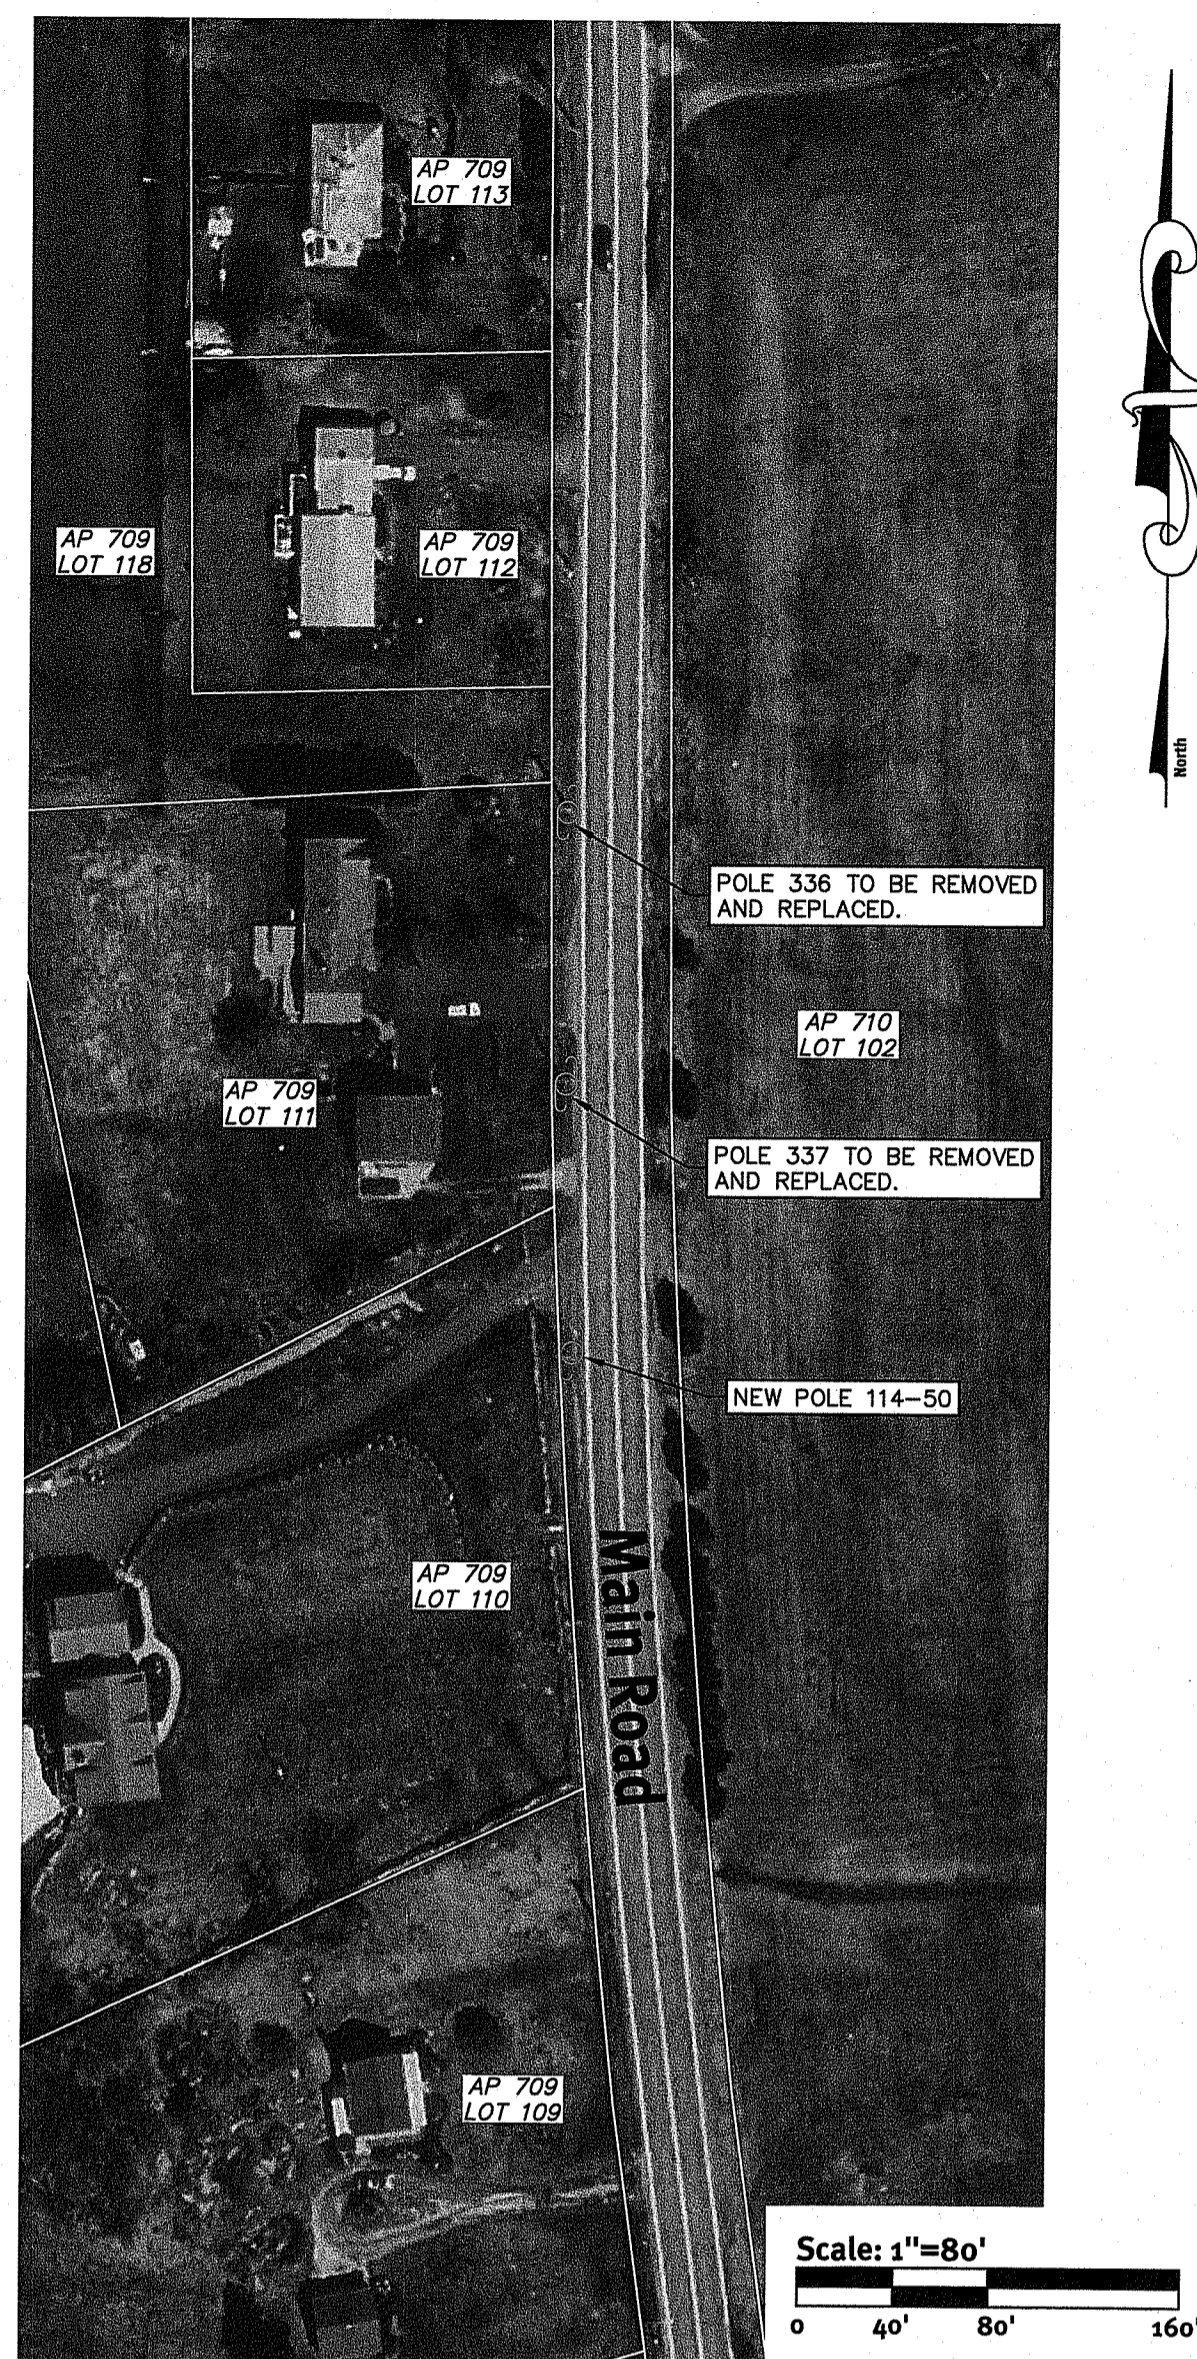 AP 709
LOT 113
AP 709
LOT 118
AP 709
LOT 112
North
POLE 336 TO BE REMOVED
AND REPLACED.
AP 710
LOT 102
AP 709
LOT 111
POLE 337 TO BE REMOVED
AND REPLACED.
NEW POLE 114-50
AP 709
LOT 110
Main Road
AP 709
LOT 109
Scale: 1"=80'
0 40' 80' 160'